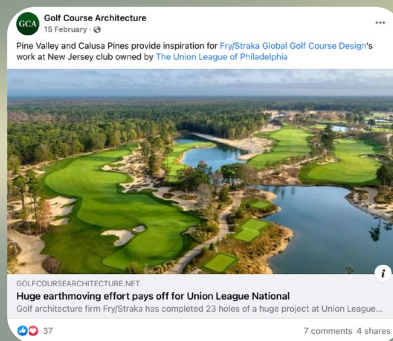 GCA
Golf Course Architecture
15 February ·
Pine Valley and Calusa Pines provide inspiration for Fry/Straka Global Golf Course Design's
work at New Jersey club owned by The Union League of Philadelphia
i
GOLFCOURSEARCHITECTURE.NET
Huge earthmoving effort pays off for Union League National
Golf architecture firm Fry/Straka has completed 23 holes of a huge project at Union League...
37
7 comments 4 shares